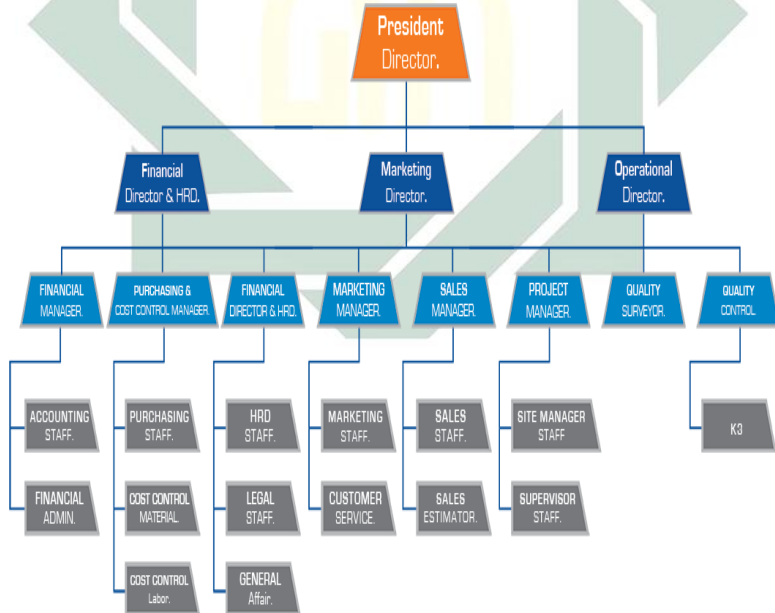 President
Director.
Financial
Director & HRD.
Marketing
Director.
Operational
Director.
FINANCIAL
MANAGER.
PURCHASING &
COST CONTROL MANAGER.
FINANCIAL
DIRECTOR & HRD.
MARKETING
MANAGER.
SALES
MANAGER.
PROJECT
MANAGER.
QUALITY
SURVEYOR.
QUALITY
CONTROL
ACCOUNTING
STAFF.
PURCHASING
STAFF.
HRD
STAFF.
MARKETING
STAFF.
SALES
STAFF.
SITE MANAGER
STAFF
K3
FINANCIAL
ADMIN.
COST CONTROL
MATERIAL.
LEGAL
STAFF.
CUSTOMER
SERVICE.
SALES
ESTIMATOR.
SUPERVISOR
STAFF.
COST CONTROL
Labor.
GENERAL
Affair.